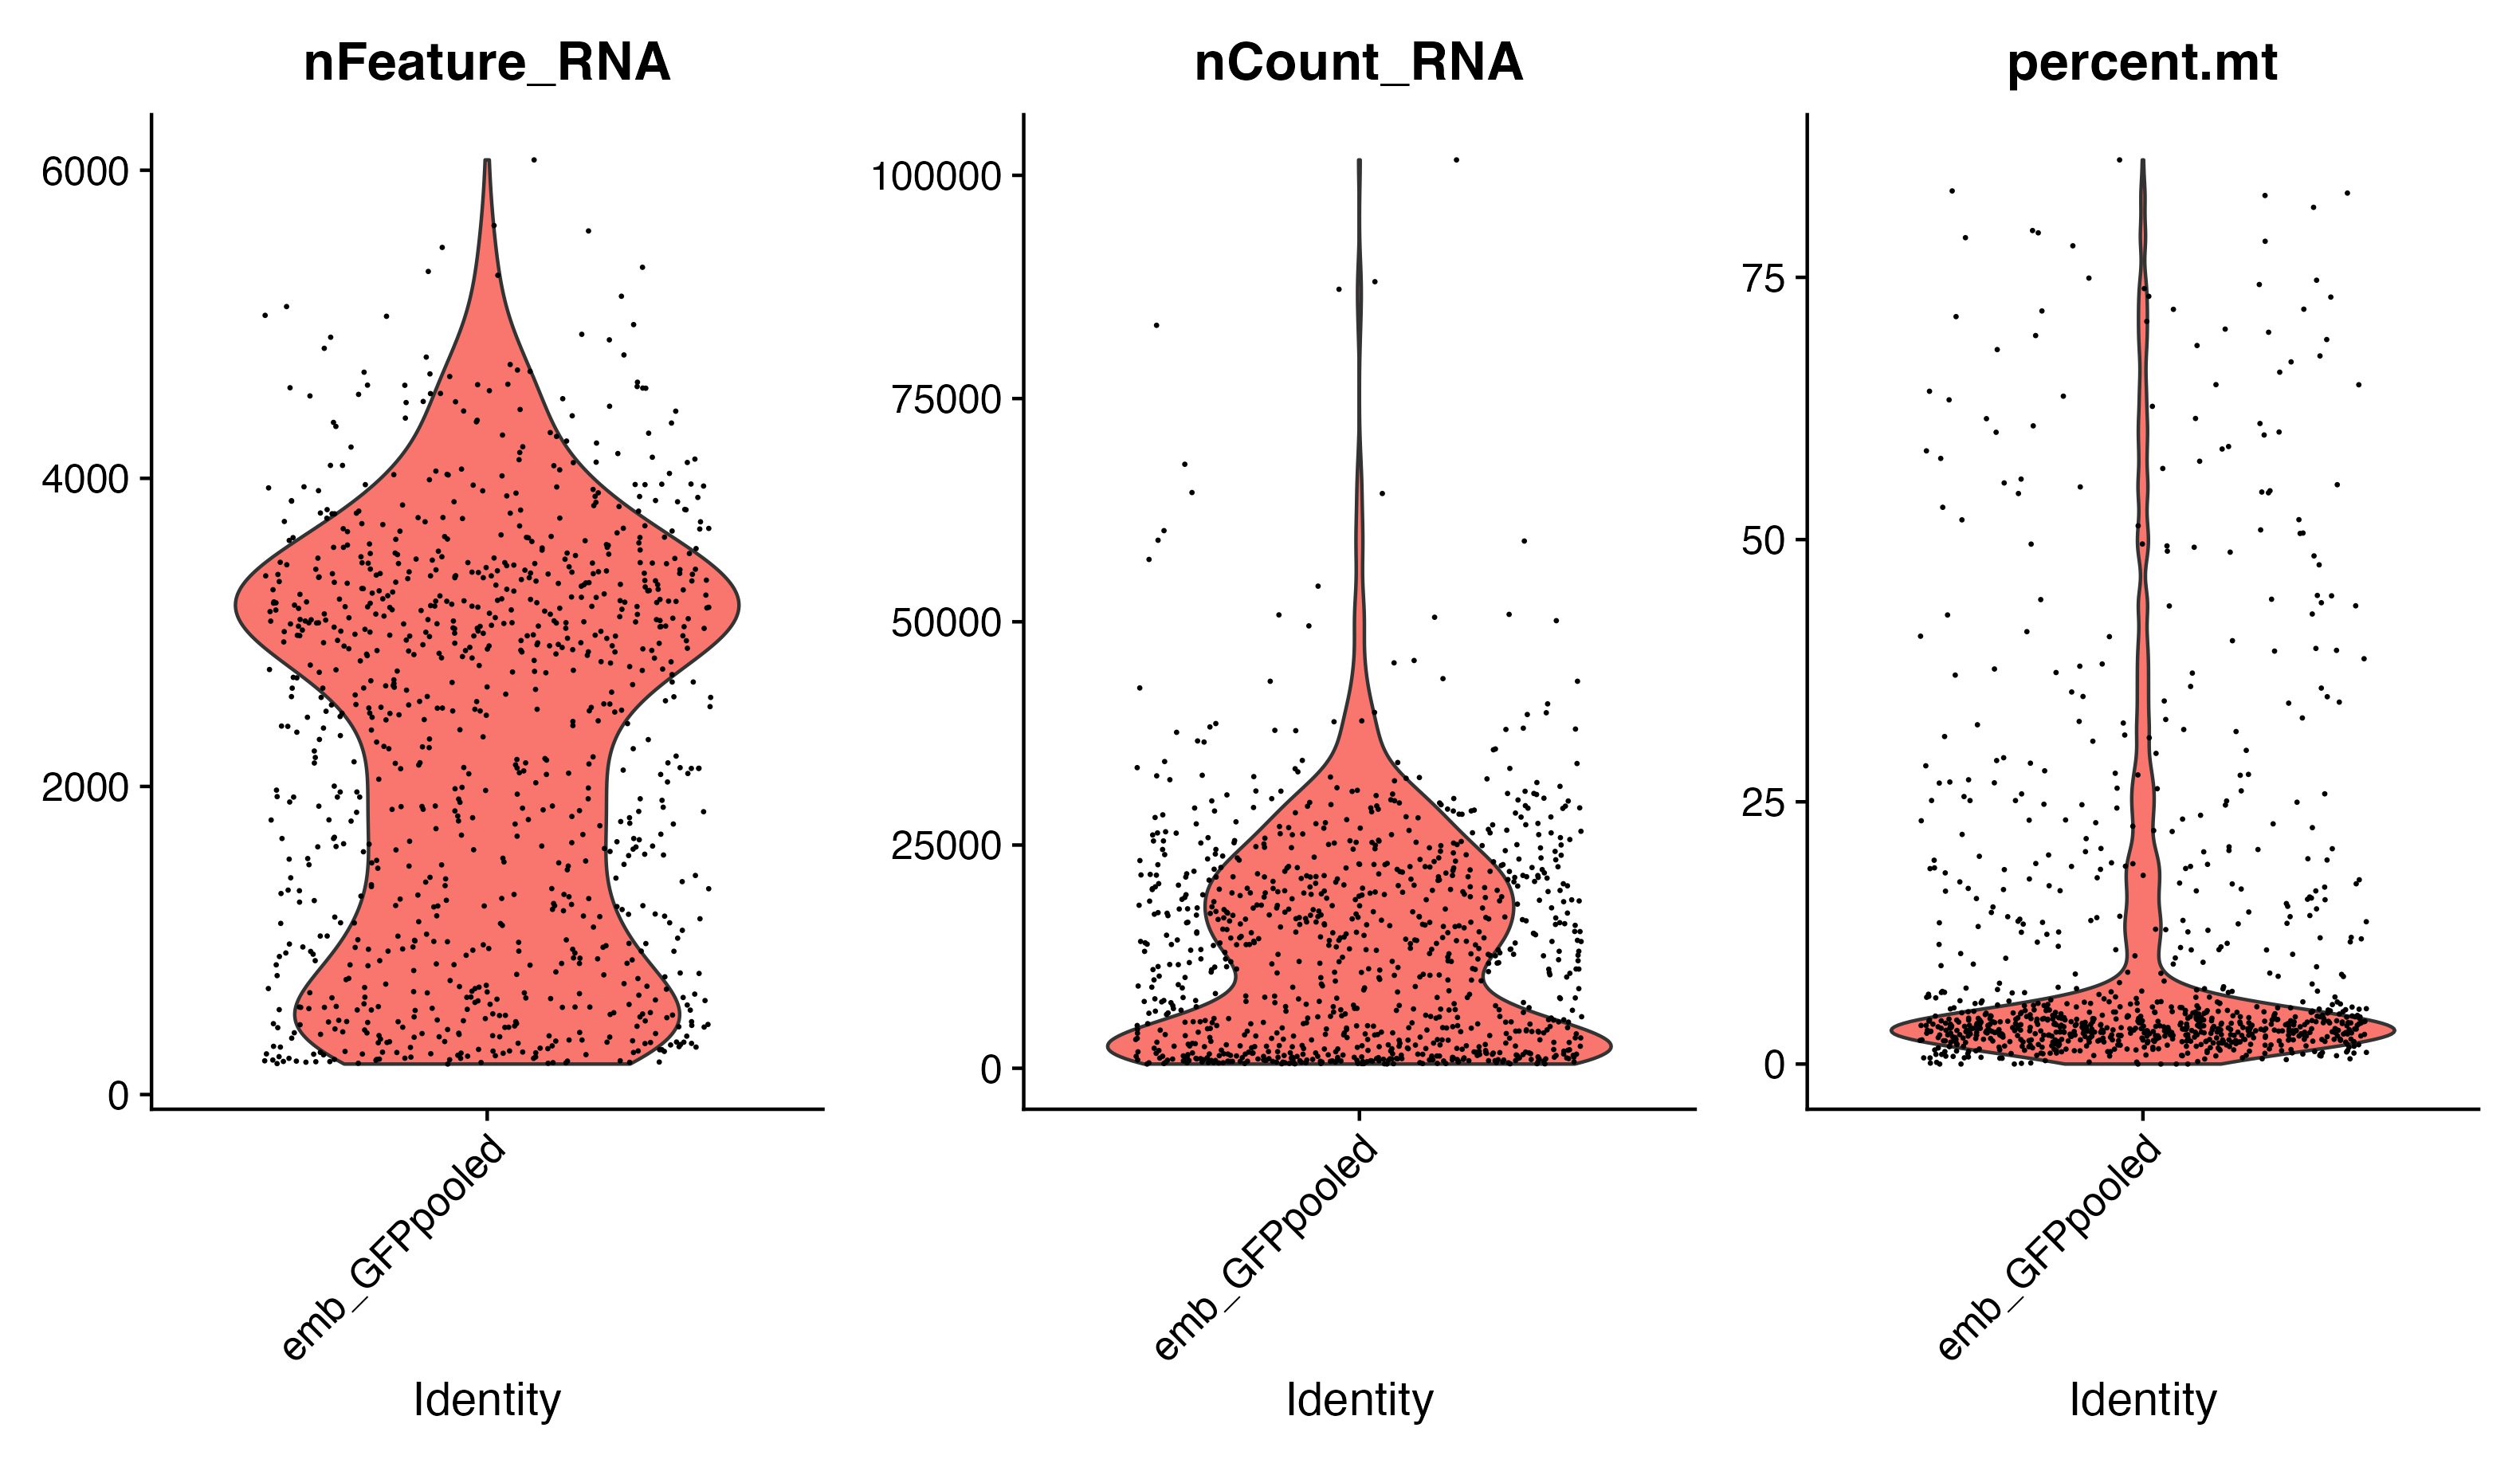 nFeature_RNA
6000
4000
2000
0
emb_GFPpooled
Identity
nCount_RNA
100000
75000
50000
25000
0
emb_GFPpooled
Identity
percent.mt
75
50
25
0
emb_GFPpooled
Identity